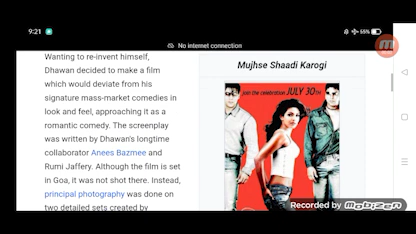 9:21
55%
No internet connection
Wanting to re-invent himself,
Dhawan decided to make a film
which would deviate from his
signature mass-market comedies in
look and feel, approaching it as a
romantic comedy. The screenplay
was written by Dhawan's longtime
collaborator Anees Bazmee and
Rumi Jaffery. Although the film is set
in Goa, it was not shot there. Instead,
principal photography was done on
two detailed sets created by
Mujhse Shaadi Karogi
Join the celebration JULY 30TH
Recorded by mobizen